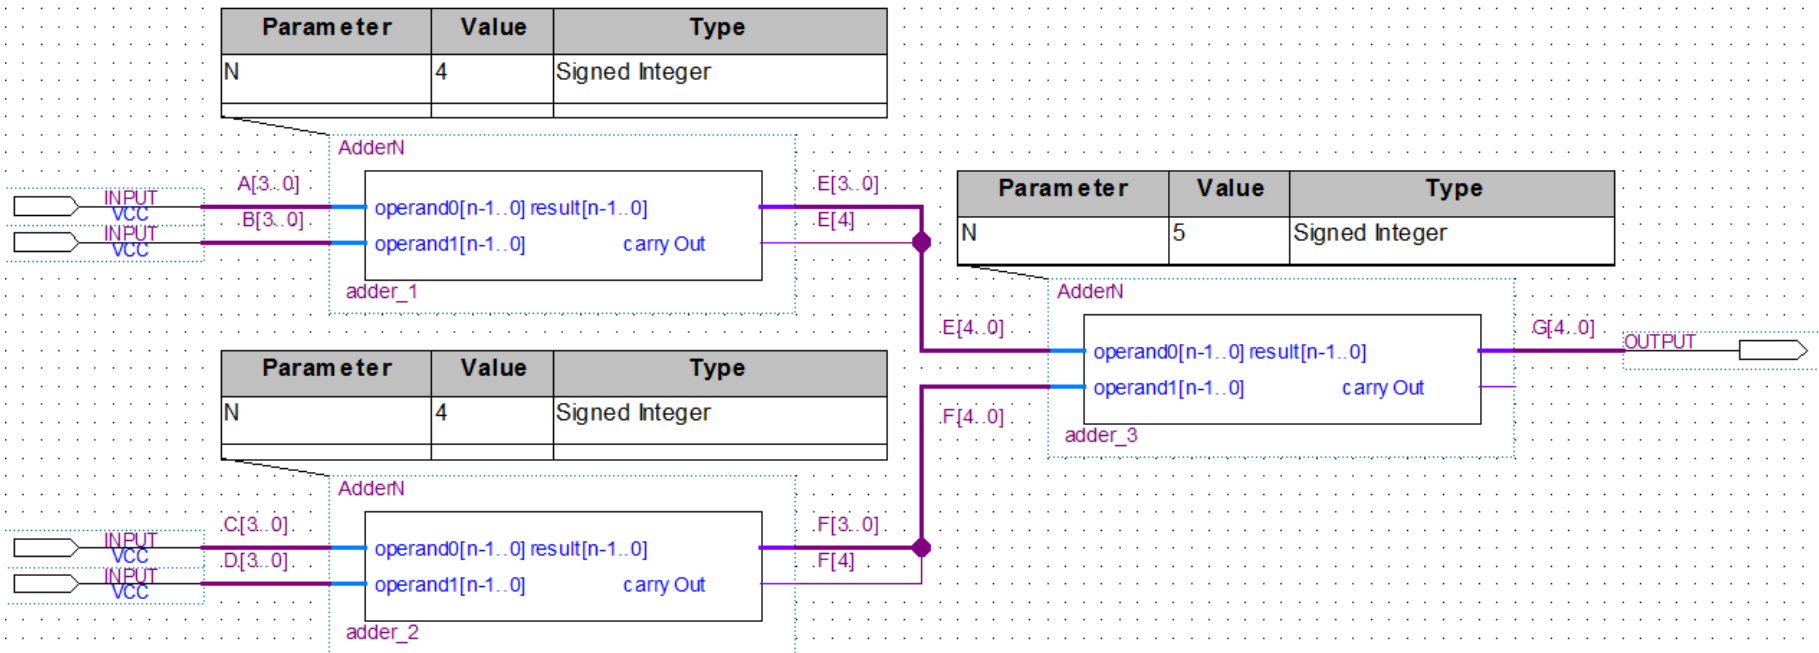 Parameter Value Type
N 4 Signed Integer
AdderN
A[3..0]
INPUT
VCC
operand0[n-1..0] result[n-1..0]
E[3..0]
B[3..0]
INPUT
VCC
operand1[n-1..0] carry Out
E[4]
adder_1
Parameter Value Type
N 5 Signed Integer
AdderN
E[4..0]
operand0[n-1..0] result[n-1..0]
G[4..0]
OUTPUT
F[4..0]
operand1[n-1..0] carry Out
adder_3
Parameter Value Type
N 4 Signed Integer
AdderN
C[3..0]
INPUT
VCC
operand0[n-1..0] result[n-1..0]
F[3..0]
D[3..0]
INPUT
VCC
operand1[n-1..0] carry Out
F[4]
adder_2